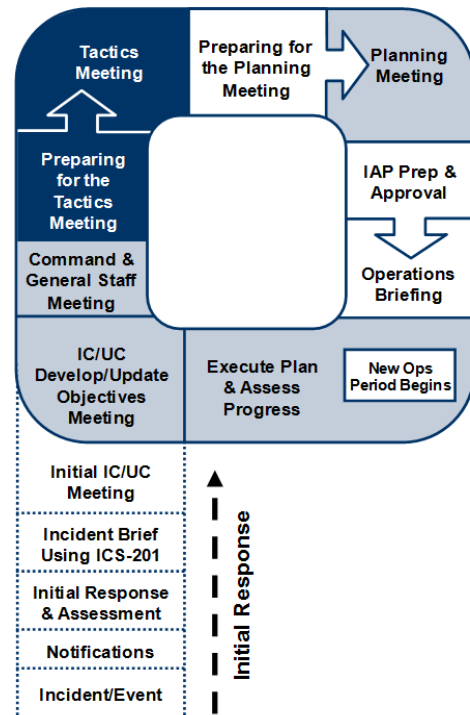 Tactics
Meeting
Preparing for
the Planning
Meeting
Planning
Meeting
Preparing
for the
Tactics
Meeting
IAP Prep &
Approval
Command &
General Staff
Meeting
Operations
Briefing
IC/UC
Develop/Update
Objectives
Meeting
Execute Plan
& Assess
Progress
New Ops
Period Begins
Initial IC/UC
Meeting
Incident Brief
Using ICS-201
Initial Response
& Assessment
Notifications
Incident/Event
Initial Response